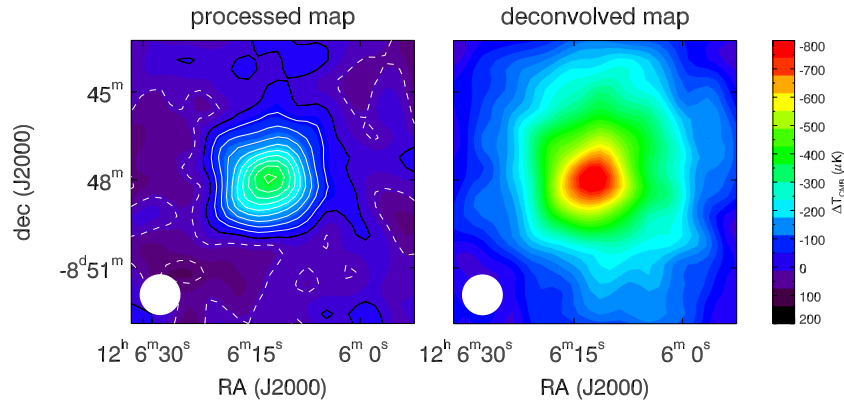 processed map
deconvolved map
45ᵐ
48ᵐ
-8ᵈ51ᵐ
dec (J2000)
12ʰ 6ᵐ30ˢ
6ᵐ15ˢ
6ᵐ 0ˢ
RA (J2000)
12ʰ 6ᵐ30ˢ
6ᵐ15ˢ
6ᵐ 0ˢ
RA (J2000)
-800
-700
-600
-500
-400
-300
-200
-100
0
100
200
ΔT_CMB (μK)